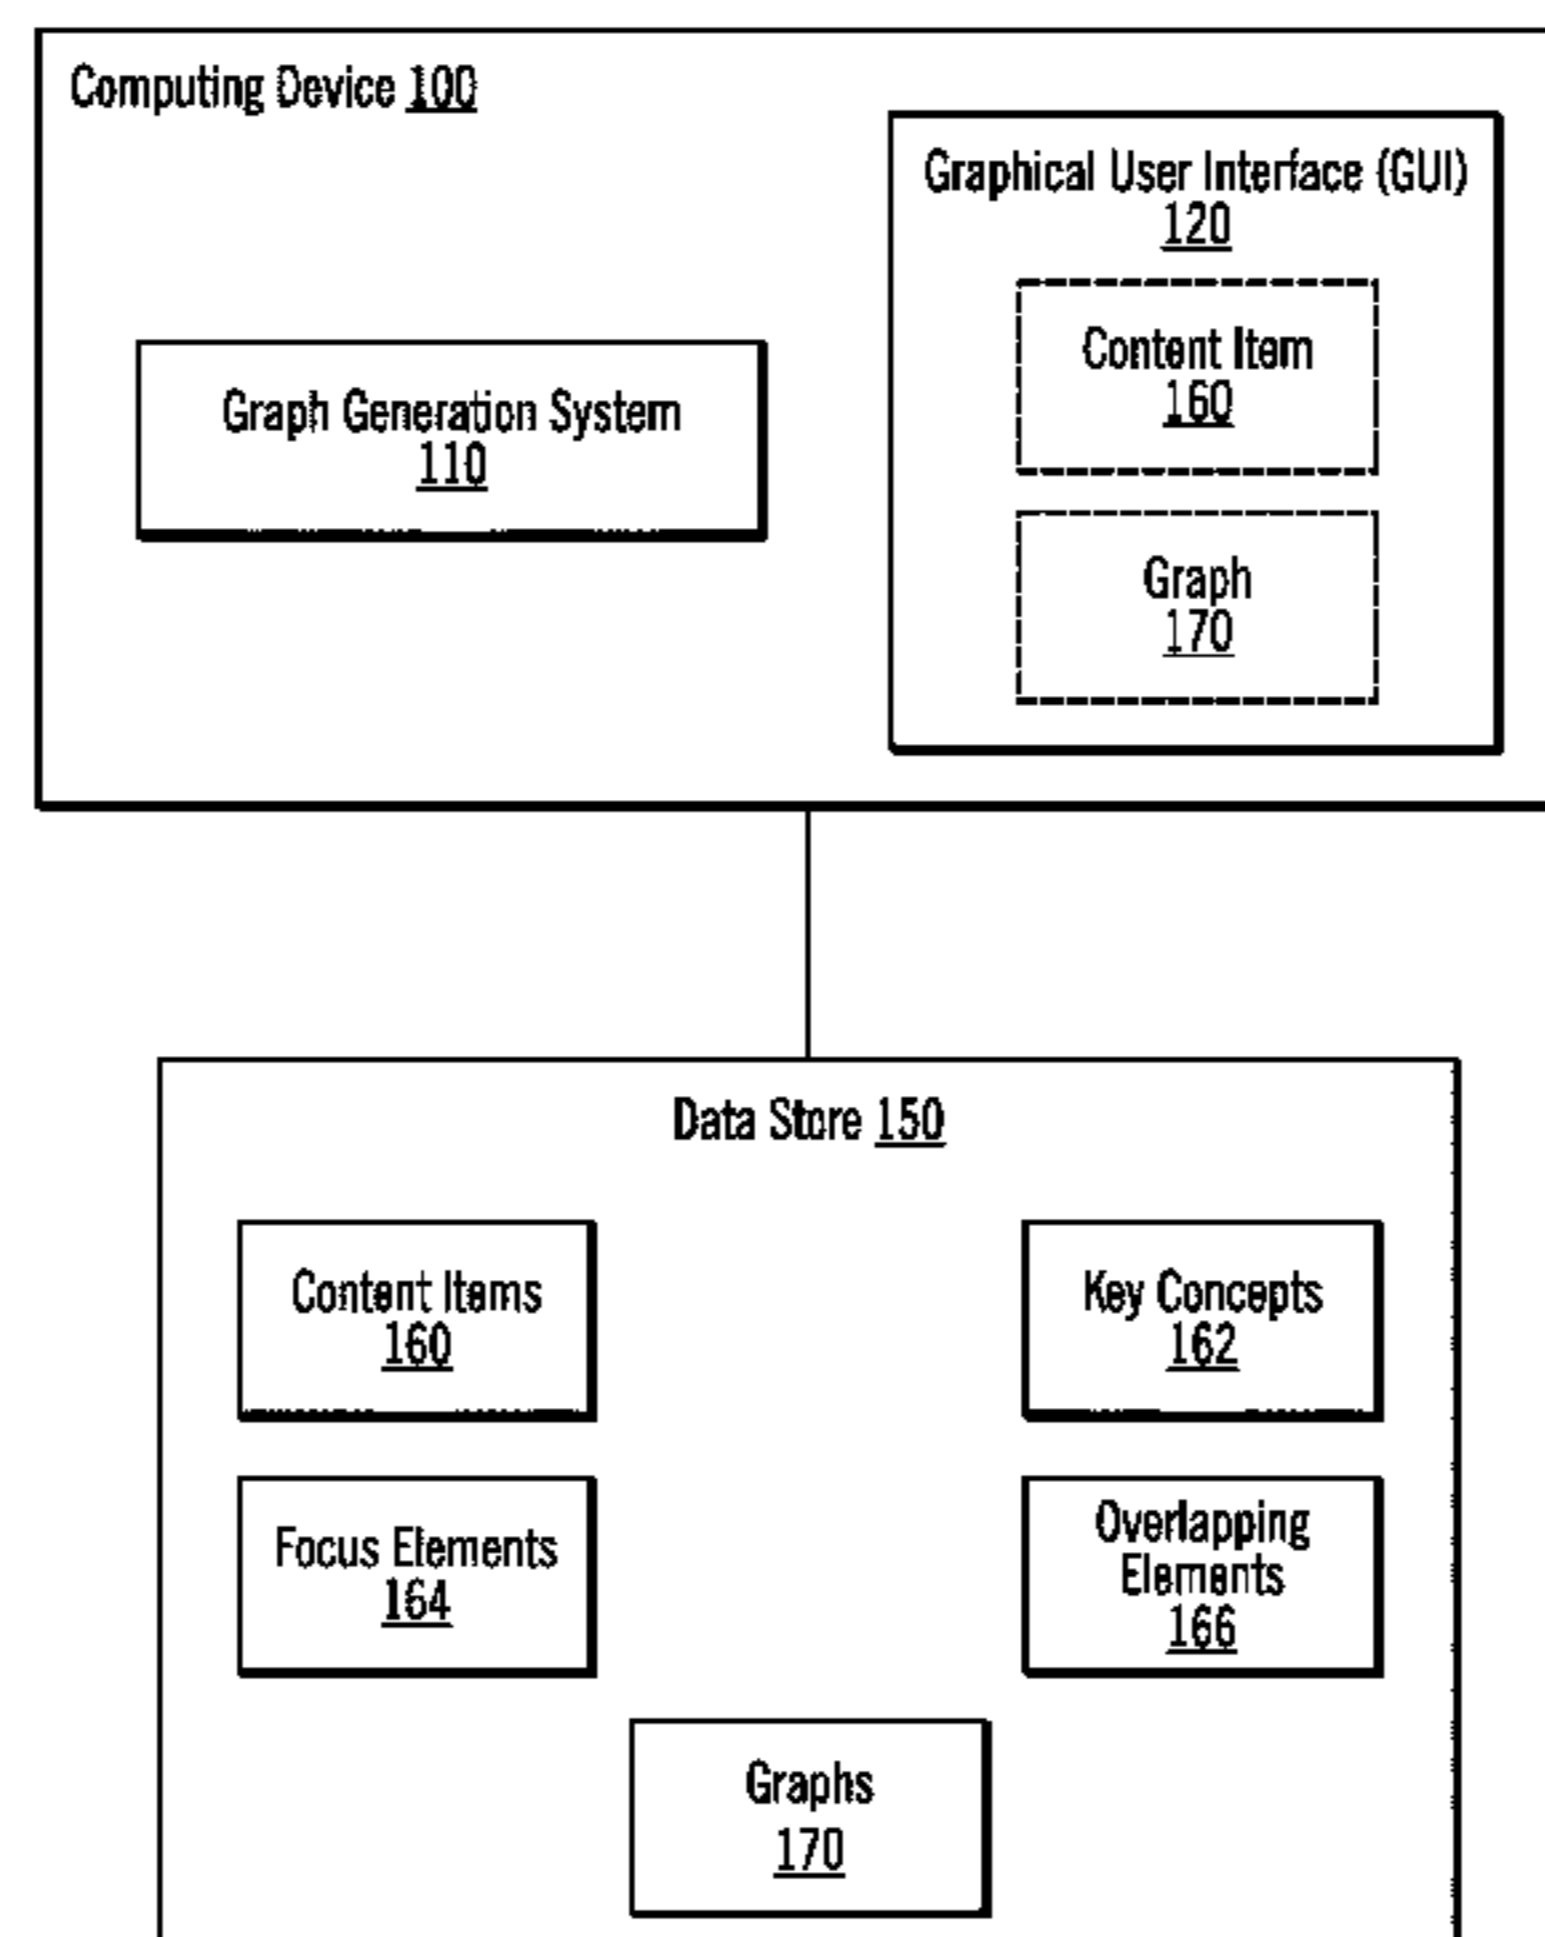 Computing Device 100
Graphical User Interface (GUI)
120
Content Item
160
Graph Generation System
110
Graph
170
Data Store 150
Content Items
160
Key Concepts
162
Focus Elements
164
Overlapping
Elements
166
Graphs
170